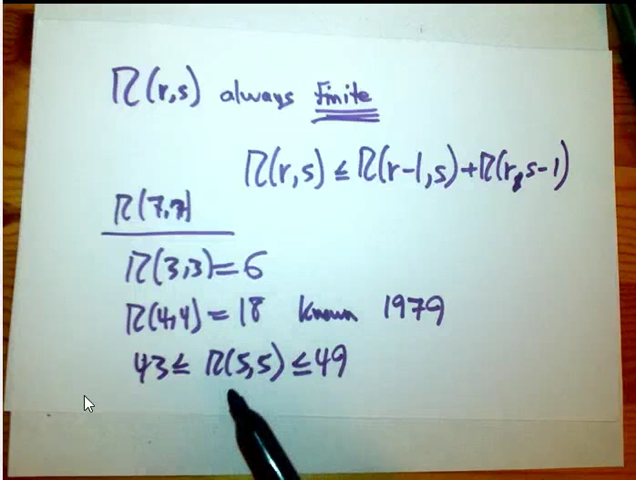 R(r,s) always finite
R(r,s) ≤ R(r-1,s)+R(r,s-1)
R(7,7)
R(3,3)=6
R(4,4)=18 known 1979
43≤ R(5,5) ≤49